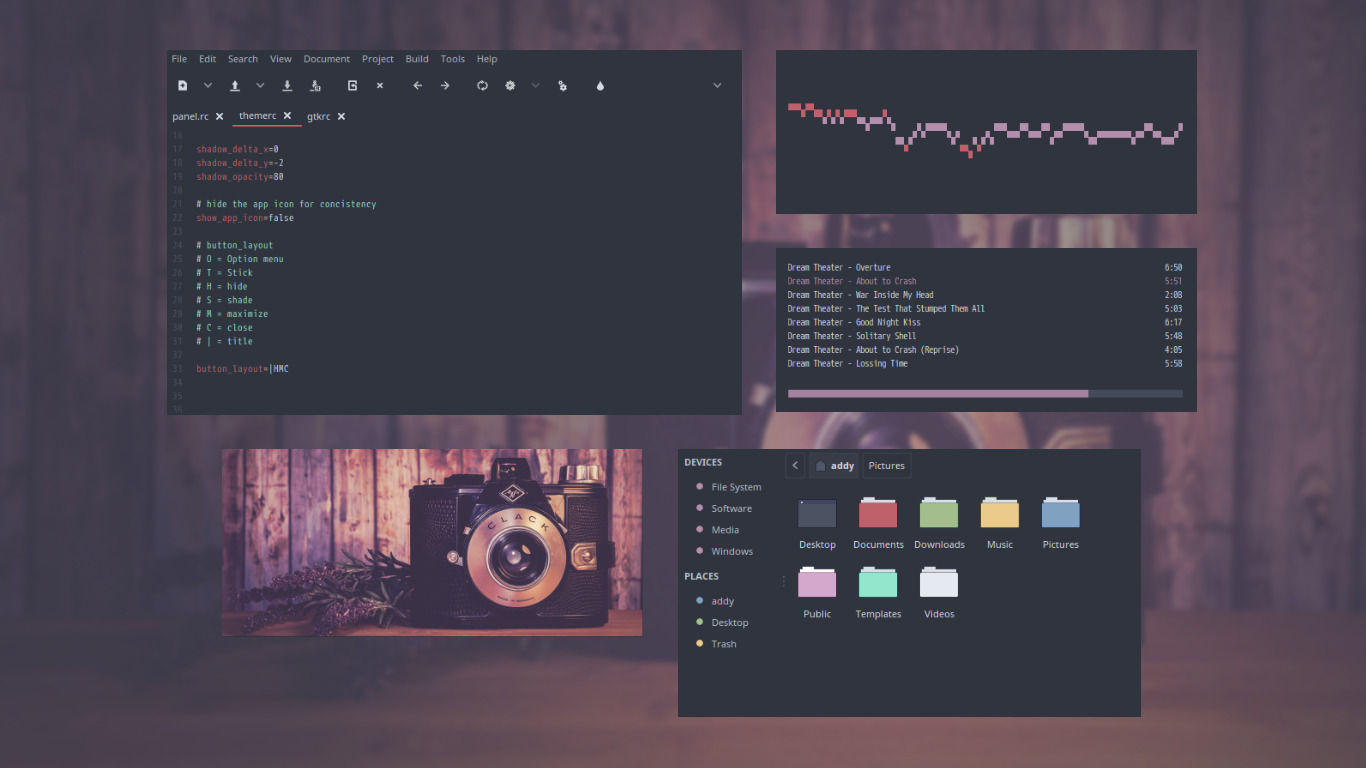 File Edit Search View Document Project Build Tools Help
panel.rc themerc gtkrc
16
17 shadow_delta_x=0
18 shadow_delta_y=-2
19 shadow_opacity=80
20
21 # hide the app icon for concistency
22 show_app_icon=false
23
24 # button_layout
25 # O = Option menu
26 # T = Stick
27 # H = hide
28 # S = shade
29 # M = maximize
30 # C = close
31 # | = title
32
33 button_layout=|HMC
34
35
36
Dream Theater - Overture 6:50
Dream Theater - About to Crash 5:51
Dream Theater - War Inside My Head 2:08
Dream Theater - The Test That Stumped Them All 5:03
Dream Theater - Good Night Kiss 6:17
Dream Theater - Solitary Shell 5:48
Dream Theater - About to Crash (Reprise) 4:05
Dream Theater - Lossing Time 5:58
CLACK
DEVICES
File System
Software
Media
Windows
PLACES
addy
Desktop
Trash
addy Pictures
Desktop Documents Downloads Music Pictures
Public Templates Videos